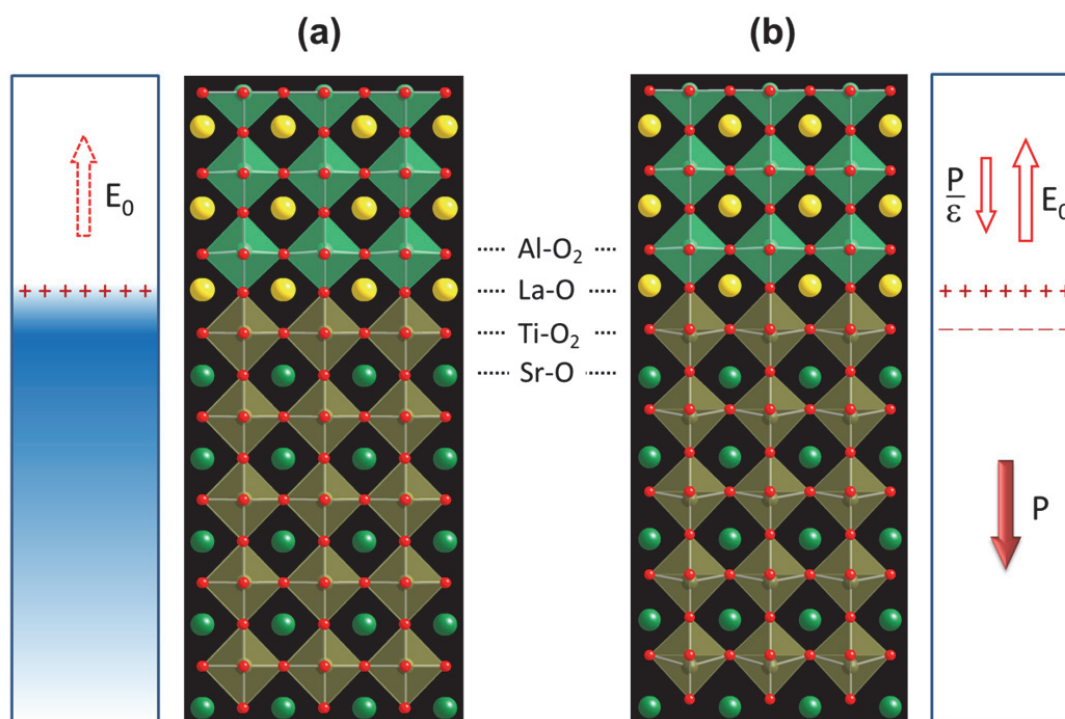 (a)
(b)
E₀
+ + + + + + +
····· Al-O₂ ·····
····· La-O ·····
····· Ti-O₂ ·····
····· Sr-O ·····
P
ε
E₀
+ + + + + + +
− − − − − − −
P